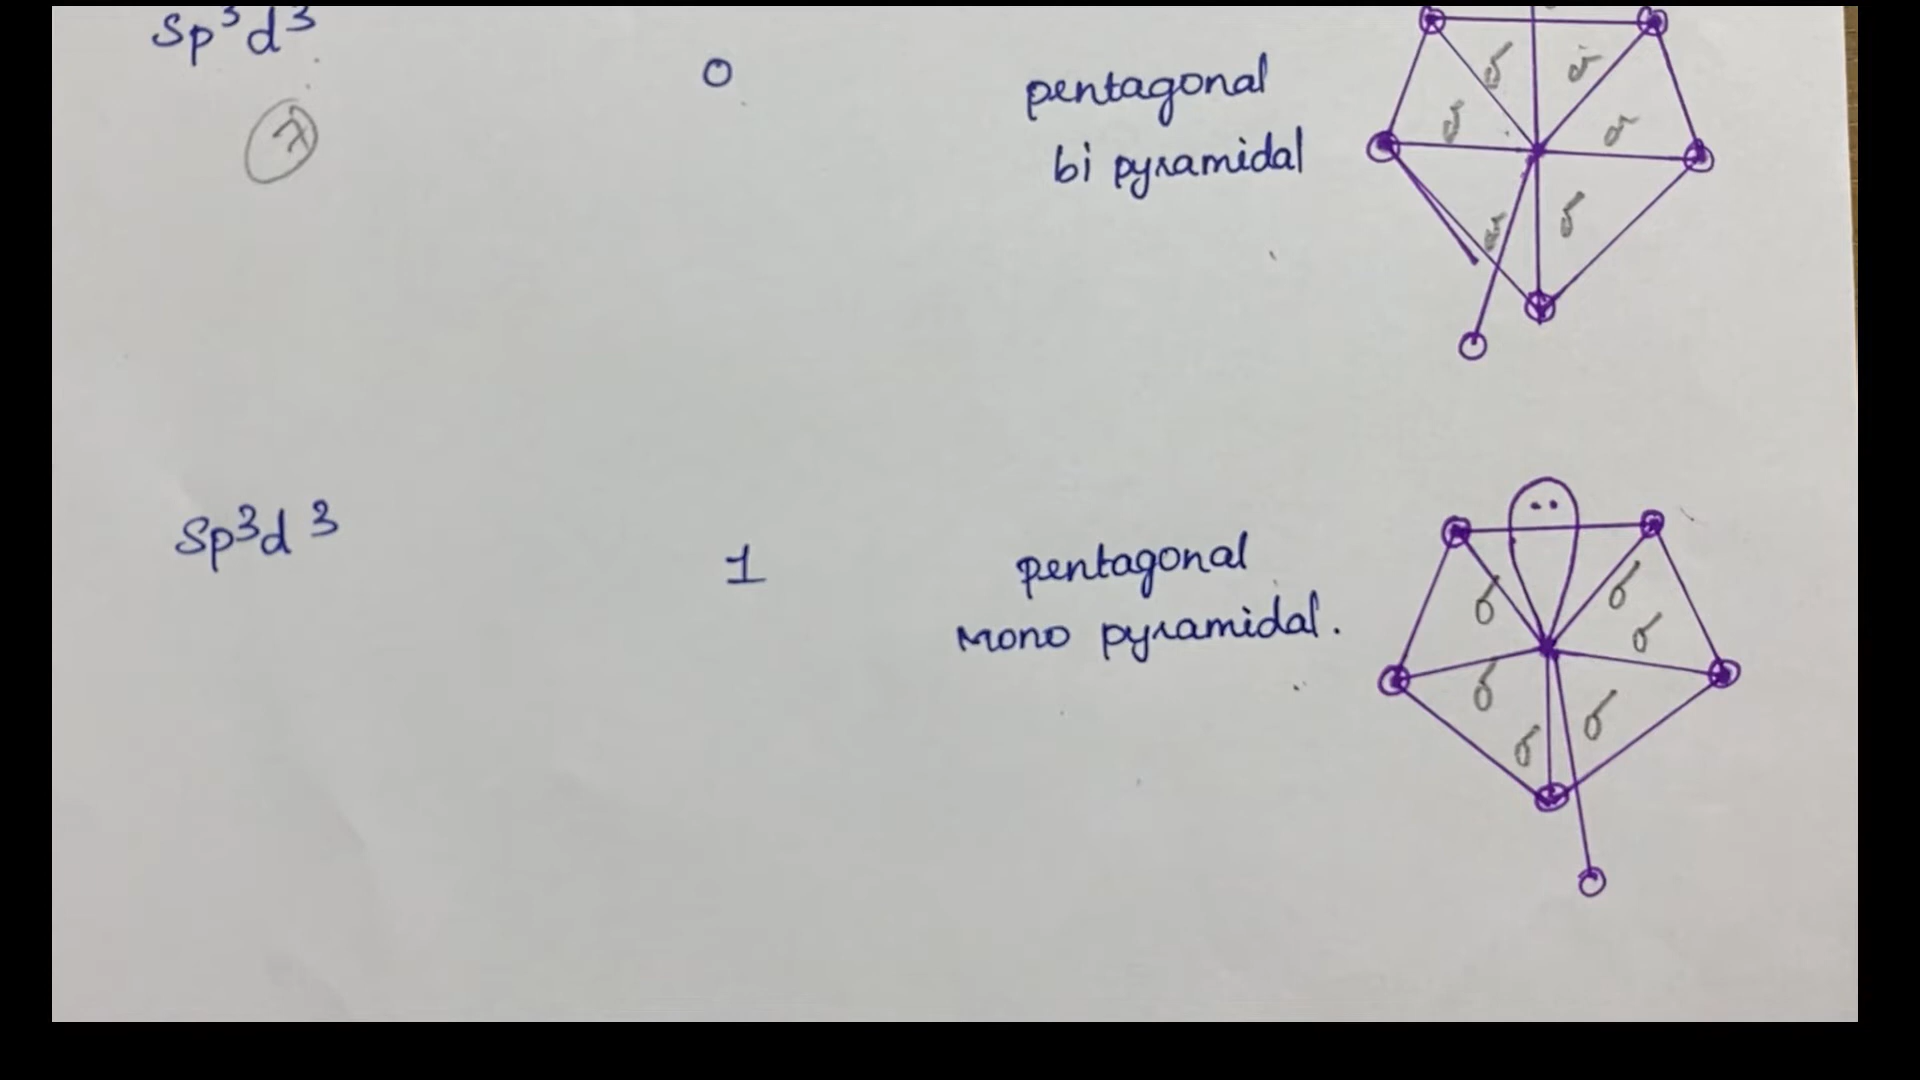 sp³d³
0
pentagonal
bi pyramidal
7
σ σ
σ σ
σ σ
sp³d³
1
pentagonal
mono pyramidal.
σ σ
σ
σ σ
σ